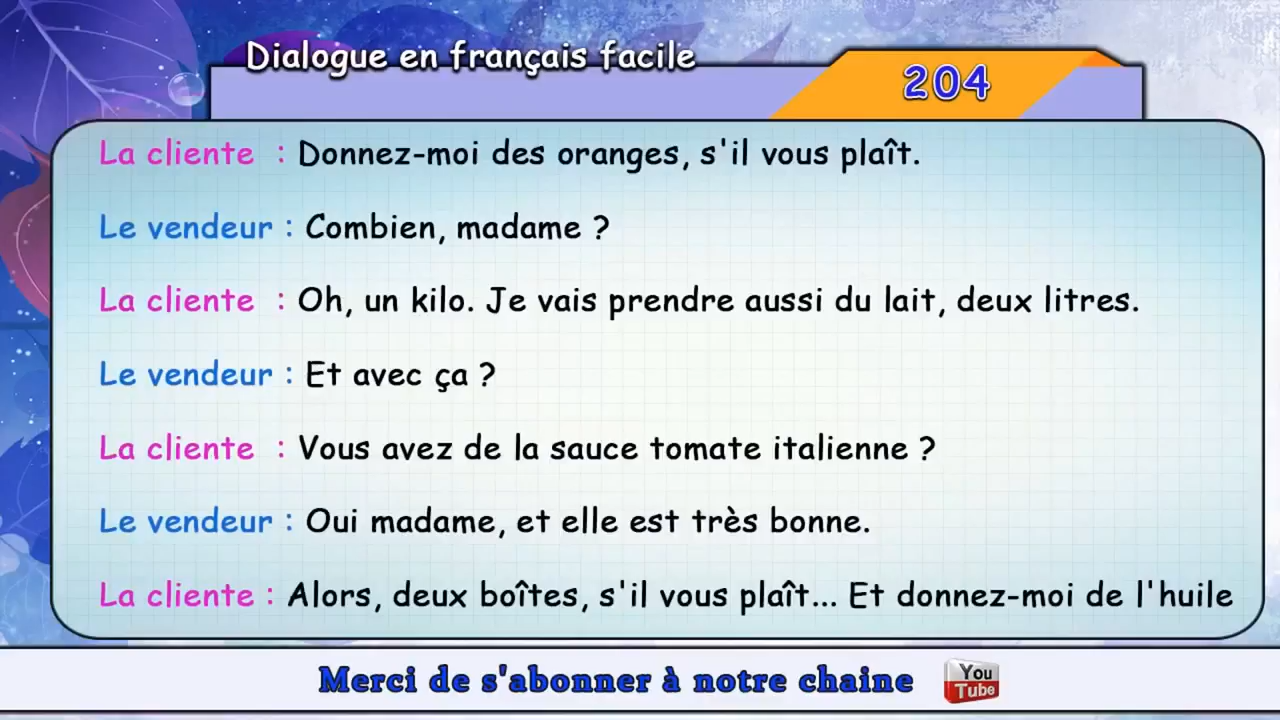 Dialogue en français facile
204
La cliente : Donnez-moi des oranges, s'il vous plaît.
Le vendeur : Combien, madame ?
La cliente : Oh, un kilo. Je vais prendre aussi du lait, deux litres.
Le vendeur : Et avec ça ?
La cliente : Vous avez de la sauce tomate italienne ?
Le vendeur : Oui madame, et elle est très bonne.
La cliente : Alors, deux boîtes, s'il vous plaît... Et donnez-moi de l'huile
Merci de s'abonner à notre chaine
You
Tube